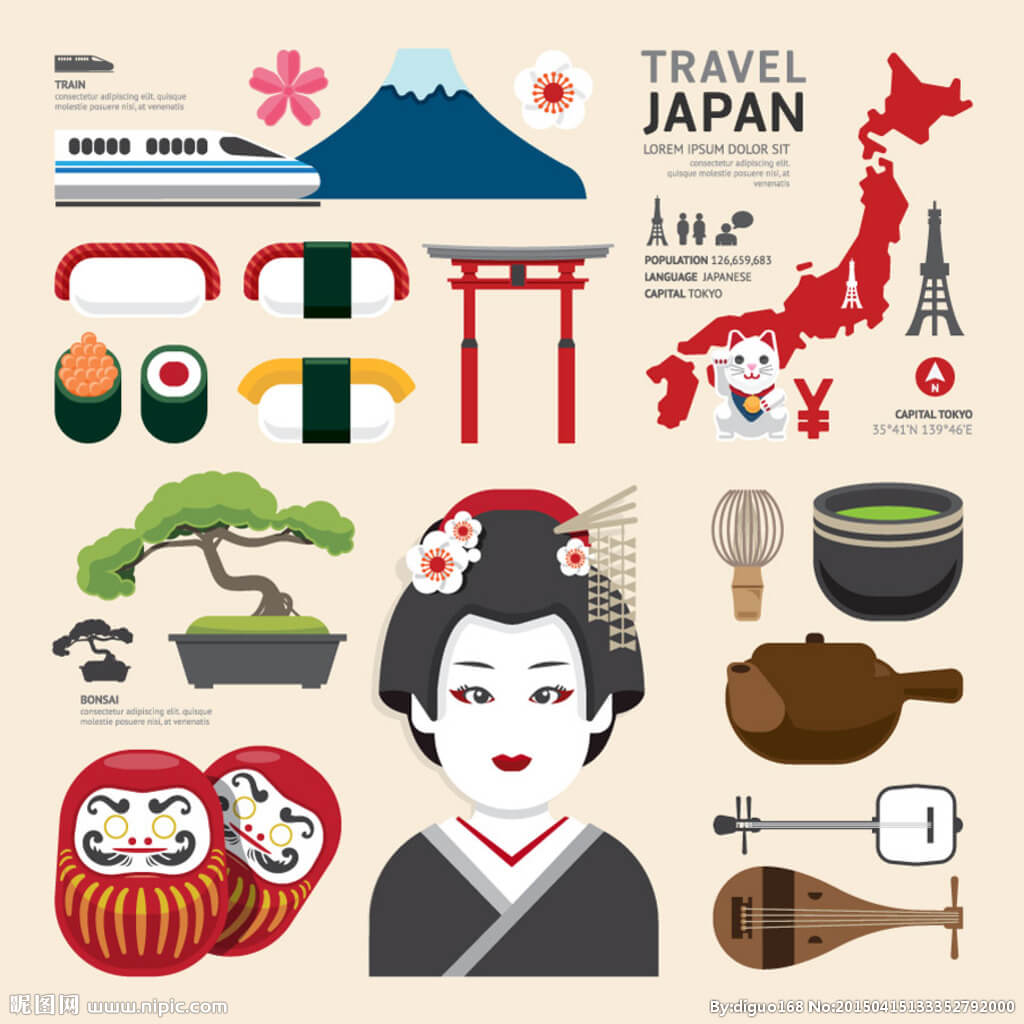 TRAIN
consectetur adipiscing elit. quisque
molestie posuere nisi, at venenatis
TRAVEL
JAPAN
LOREM IPSUM DOLOR SIT
consectetur adipiscing elit.
quisque molestie posuere nisi, at
venenatis
POPULATION 126,659,683
LANGUAGE JAPANESE
CAPITAL TOKYO
¥
N
CAPITAL TOKYO
35°41'N 139°46'E
BONSAI
consectetur adipiscing elit. quisque
molestie posuere nisi, at venenatis
昵图网 www.nipic.com
By:diguo168 No:20150415133352792000